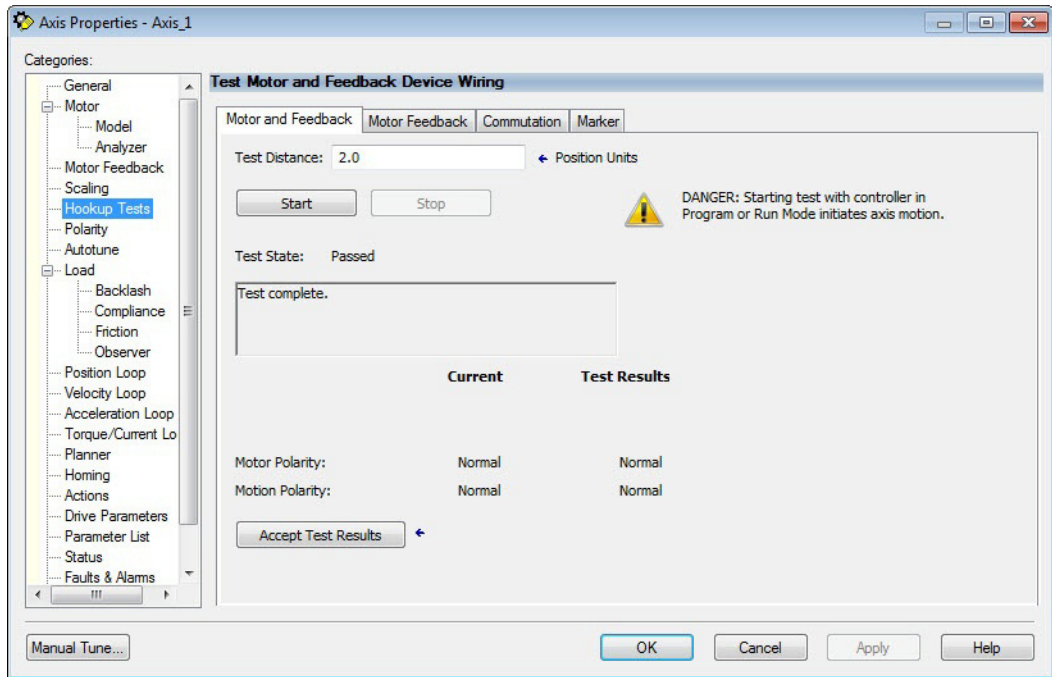 Axis Properties - Axis_1
Categories:
General
Motor
Model
Analyzer
Motor Feedback
Scaling
Hookup Tests
Polarity
Autotune
Load
Backlash
Compliance
Friction
Observer
Position Loop
Velocity Loop
Acceleration Loop
Torque/Current Lo
Planner
Homing
Actions
Drive Parameters
Parameter List
Status
Faults & Alarms
Test Motor and Feedback Device Wiring
Motor and Feedback Motor Feedback Commutation Marker
Test Distance: 2.0 Position Units
Start Stop
DANGER: Starting test with controller in
Program or Run Mode initiates axis motion.
Test State: Passed
Test complete.
Current Test Results
Motor Polarity: Normal Normal
Motion Polarity: Normal Normal
Accept Test Results
Manual Tune... OK Cancel Apply Help